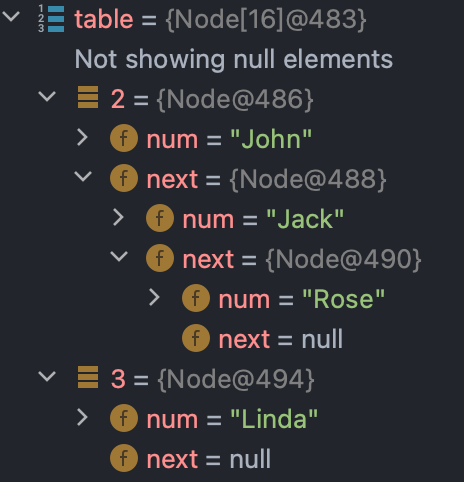 table = {Node[16]@483}
Not showing null elements
2 = {Node@486}
f num = "John"
f next = {Node@488}
f num = "Jack"
f next = {Node@490}
f num = "Rose"
f next = null
3 = {Node@494}
f num = "Linda"
f next = null